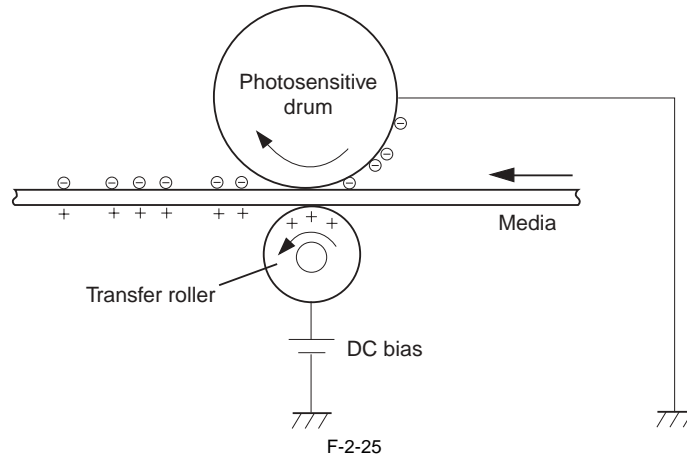 Photosensitive
drum
Media
Transfer roller
DC bias
F-2-25